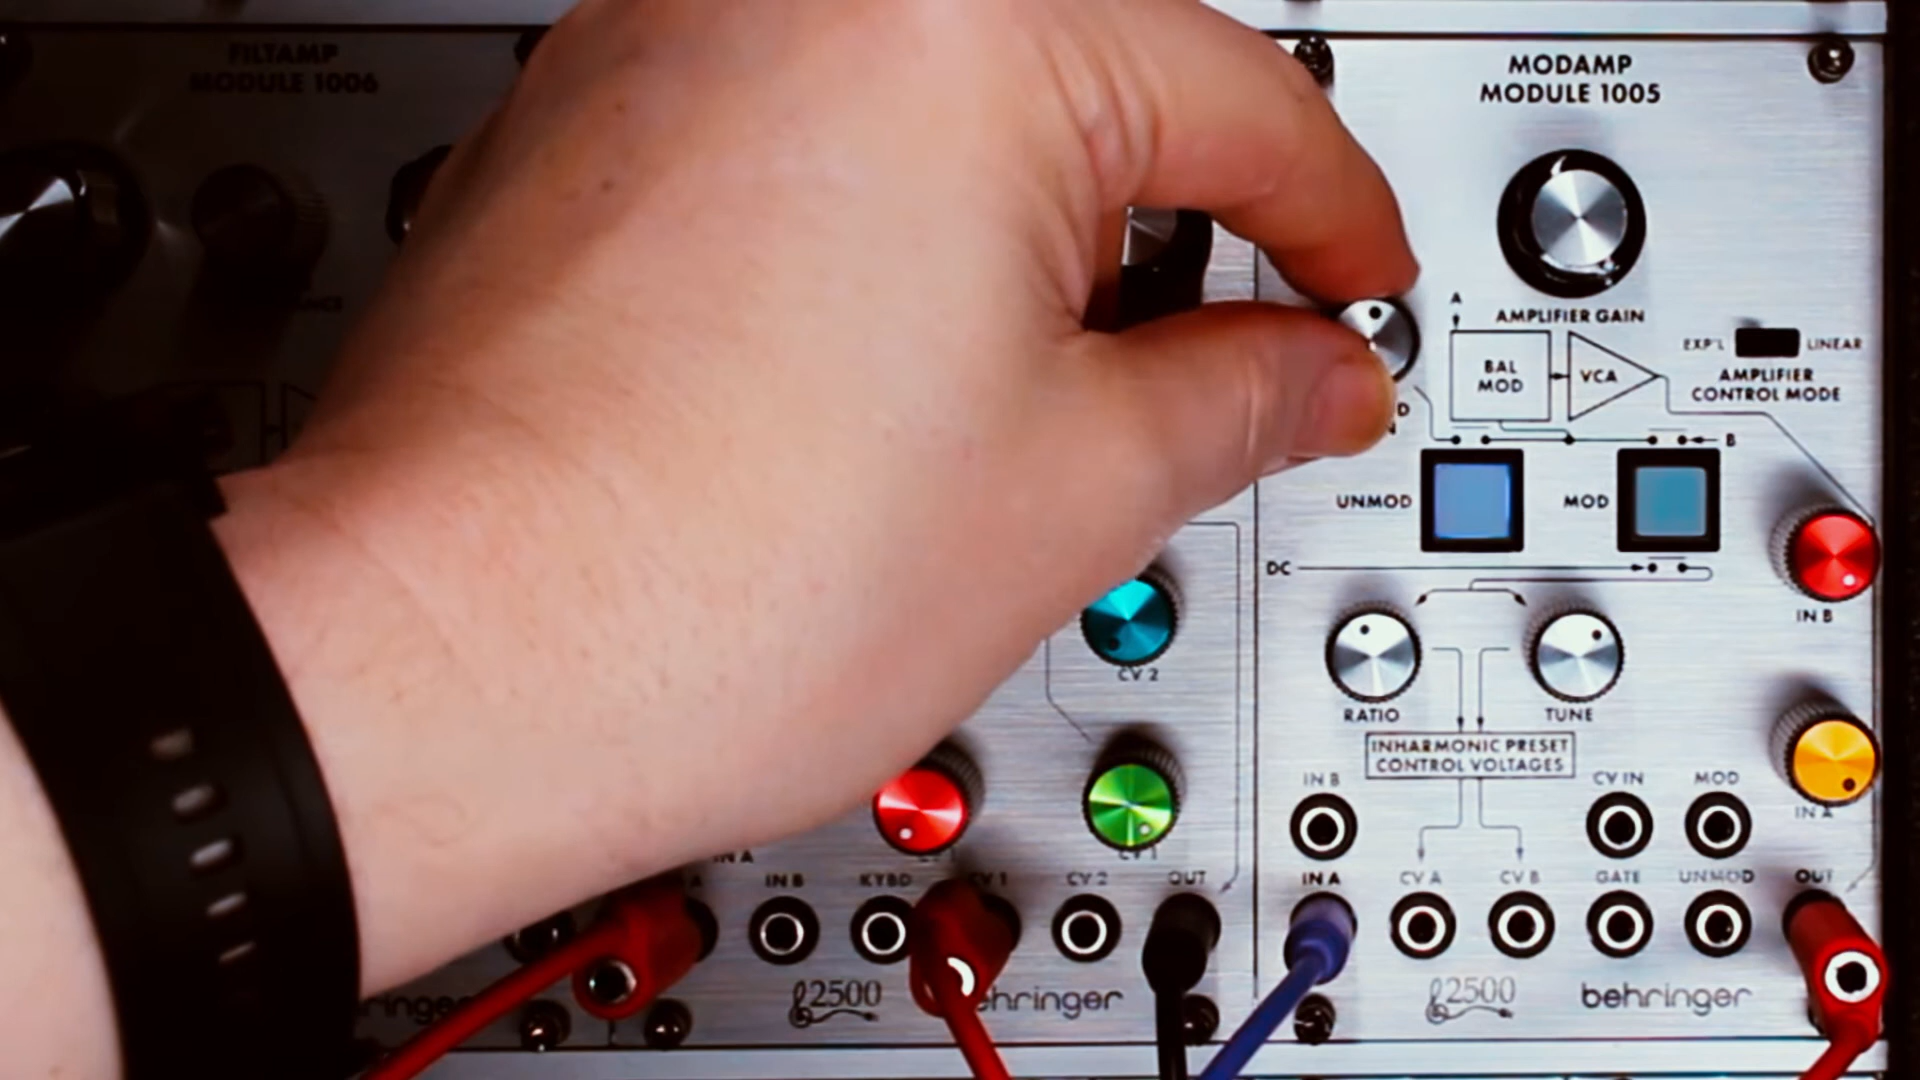 FILTAMP
MODULE 1006
MODAMP
MODULE 1005
AMPLIFIER GAIN
A
EXP'L
LINEAR
BAL
MOD
VCA
AMPLIFIER
CONTROL MODE
B
UNMOD
MOD
DC
IN B
CV 2
RATIO
TUNE
INHARMONIC PRESET
CONTROL VOLTAGES
IN B
CV IN
MOD
IN A
IN A
IN B
KYBD
CV 1
CV 2
OUT
IN A
CV A
CV B
GATE
UNMOD
OUT
2500
behringer
2500
behringer